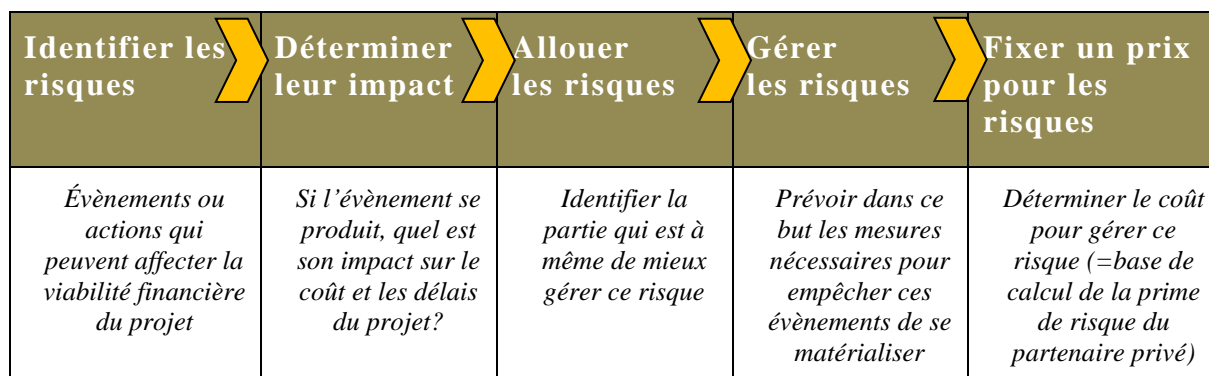 Identifier les
risques
Déterminer
leur impact
Allouer
les risques
Gérer
les risques
Fixer un prix
pour les
risques
Évènements ou
actions qui
peuvent affecter la
viabilité financière
du projet
Si l'évènement se
produit, quel est
son impact sur le
coût et les délais
du projet?
Identifier la
partie qui est à
même de mieux
gérer ce risque
Prévoir dans ce
but les mesures
nécessaires pour
empêcher ces
évènements de se
matérialiser
Déterminer le coût
pour gérer ce
risque (=base de
calcul de la prime
de risque du
partenaire privé)